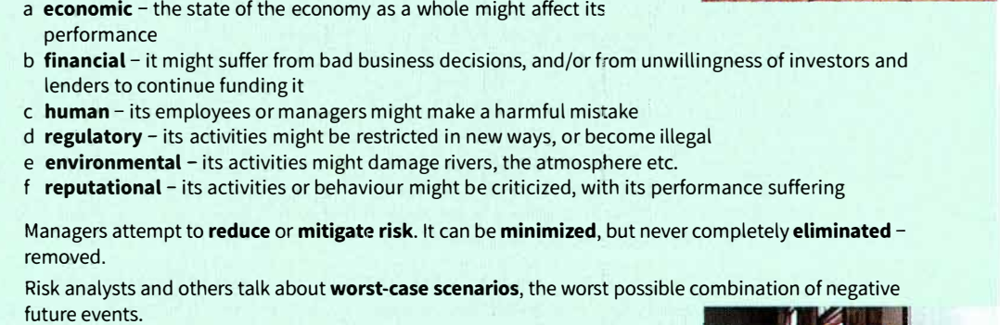 a economic – the state of the economy as a whole might affect its
performance
b financial – it might suffer from bad business decisions, and/or from unwillingness of investors and
lenders to continue funding it
c human – its employees or managers might make a harmful mistake
d regulatory – its activities might be restricted in new ways, or become illegal
e environmental – its activities might damage rivers, the atmosphere etc.
f reputational – its activities or behaviour might be criticized, with its performance suffering
Managers attempt to reduce or mitigate risk. It can be minimized, but never completely eliminated –
removed.
Risk analysts and others talk about worst-case scenarios, the worst possible combination of negative
future events.